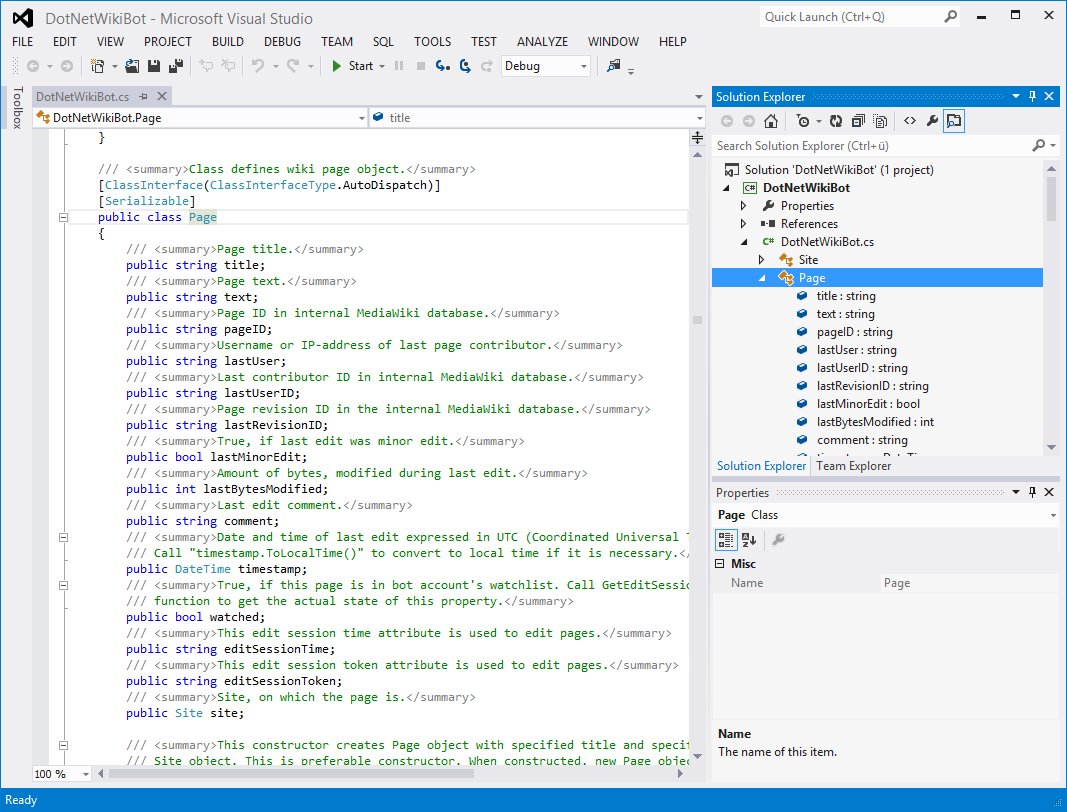 DotNetWikiBot - Microsoft Visual Studio
Quick Launch (Ctrl+Q)
FILE EDIT VIEW PROJECT BUILD DEBUG TEAM SQL TOOLS TEST ANALYZE WINDOW HELP
Start Debug
Toolbox
DotNetWikiBot.cs
DotNetWikiBot.Page title
}
/// <summary>Class defines wiki page object.</summary>
[ClassInterface(ClassInterfaceType.AutoDispatch)]
[Serializable]
public class Page
{
/// <summary>Page title.</summary>
public string title;
/// <summary>Page text.</summary>
public string text;
/// <summary>Page ID in internal MediaWiki database.</summary>
public string pageID;
/// <summary>Username or IP-address of last page contributor.</summary>
public string lastUser;
/// <summary>Last contributor ID in internal MediaWiki database.</summary>
public string lastUserID;
/// <summary>Page revision ID in the internal MediaWiki database.</summary>
public string lastRevisionID;
/// <summary>True, if last edit was minor edit.</summary>
public bool lastMinorEdit;
/// <summary>Amount of bytes, modified during last edit.</summary>
public int lastBytesModified;
/// <summary>Last edit comment.</summary>
public string comment;
/// <summary>Date and time of last edit expressed in UTC (Coordinated Universal T
/// Call "timestamp.ToLocalTime()" to convert to local time if it is necessary.</
public DateTime timestamp;
/// <summary>True, if this page is in bot account's watchlist. Call GetEditSessio
/// function to get the actual state of this property.</summary>
public bool watched;
/// <summary>This edit session time attribute is used to edit pages.</summary>
public string editSessionTime;
/// <summary>This edit session token attribute is used to edit pages.</summary>
public string editSessionToken;
/// <summary>Site, on which the page is.</summary>
public Site site;
/// <summary>This constructor creates Page object with specified title and specif
/// Site object. This is preferable constructor. When constructed, new Page objec
100 %
Solution Explorer
Search Solution Explorer (Ctrl+ü)
Solution 'DotNetWikiBot' (1 project)
C# DotNetWikiBot
Properties
References
C# DotNetWikiBot.cs
Site
Page
title : string
text : string
pageID : string
lastUser : string
lastUserID : string
lastRevisionID : string
lastMinorEdit : bool
lastBytesModified : int
comment : string
Solution Explorer Team Explorer
Properties
Page Class
Misc
Name Page
Name
The name of this item.
Ready